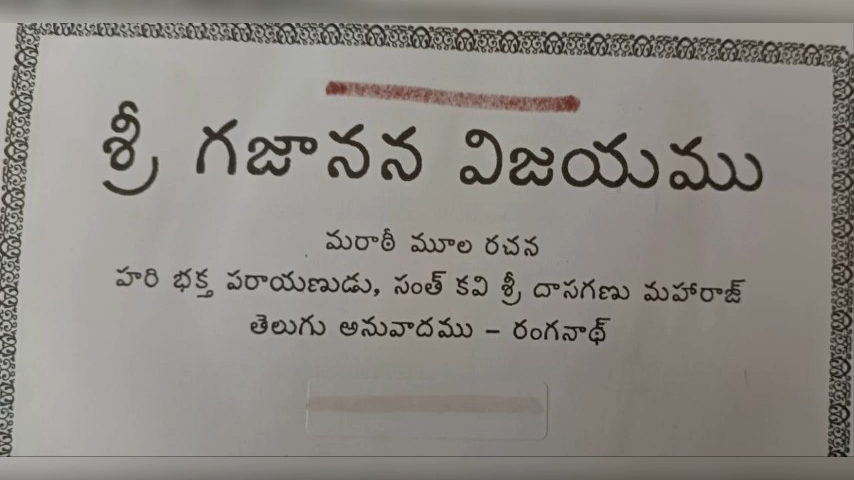 శ్రీ గజానన విజయము
మరాఠీ మూల రచన
హరి భక్త పరాయణుడు, సంత్ కవి శ్రీ దాసగణు మహారాజ్
తెలుగు అనువాదము – రంగనాథ్